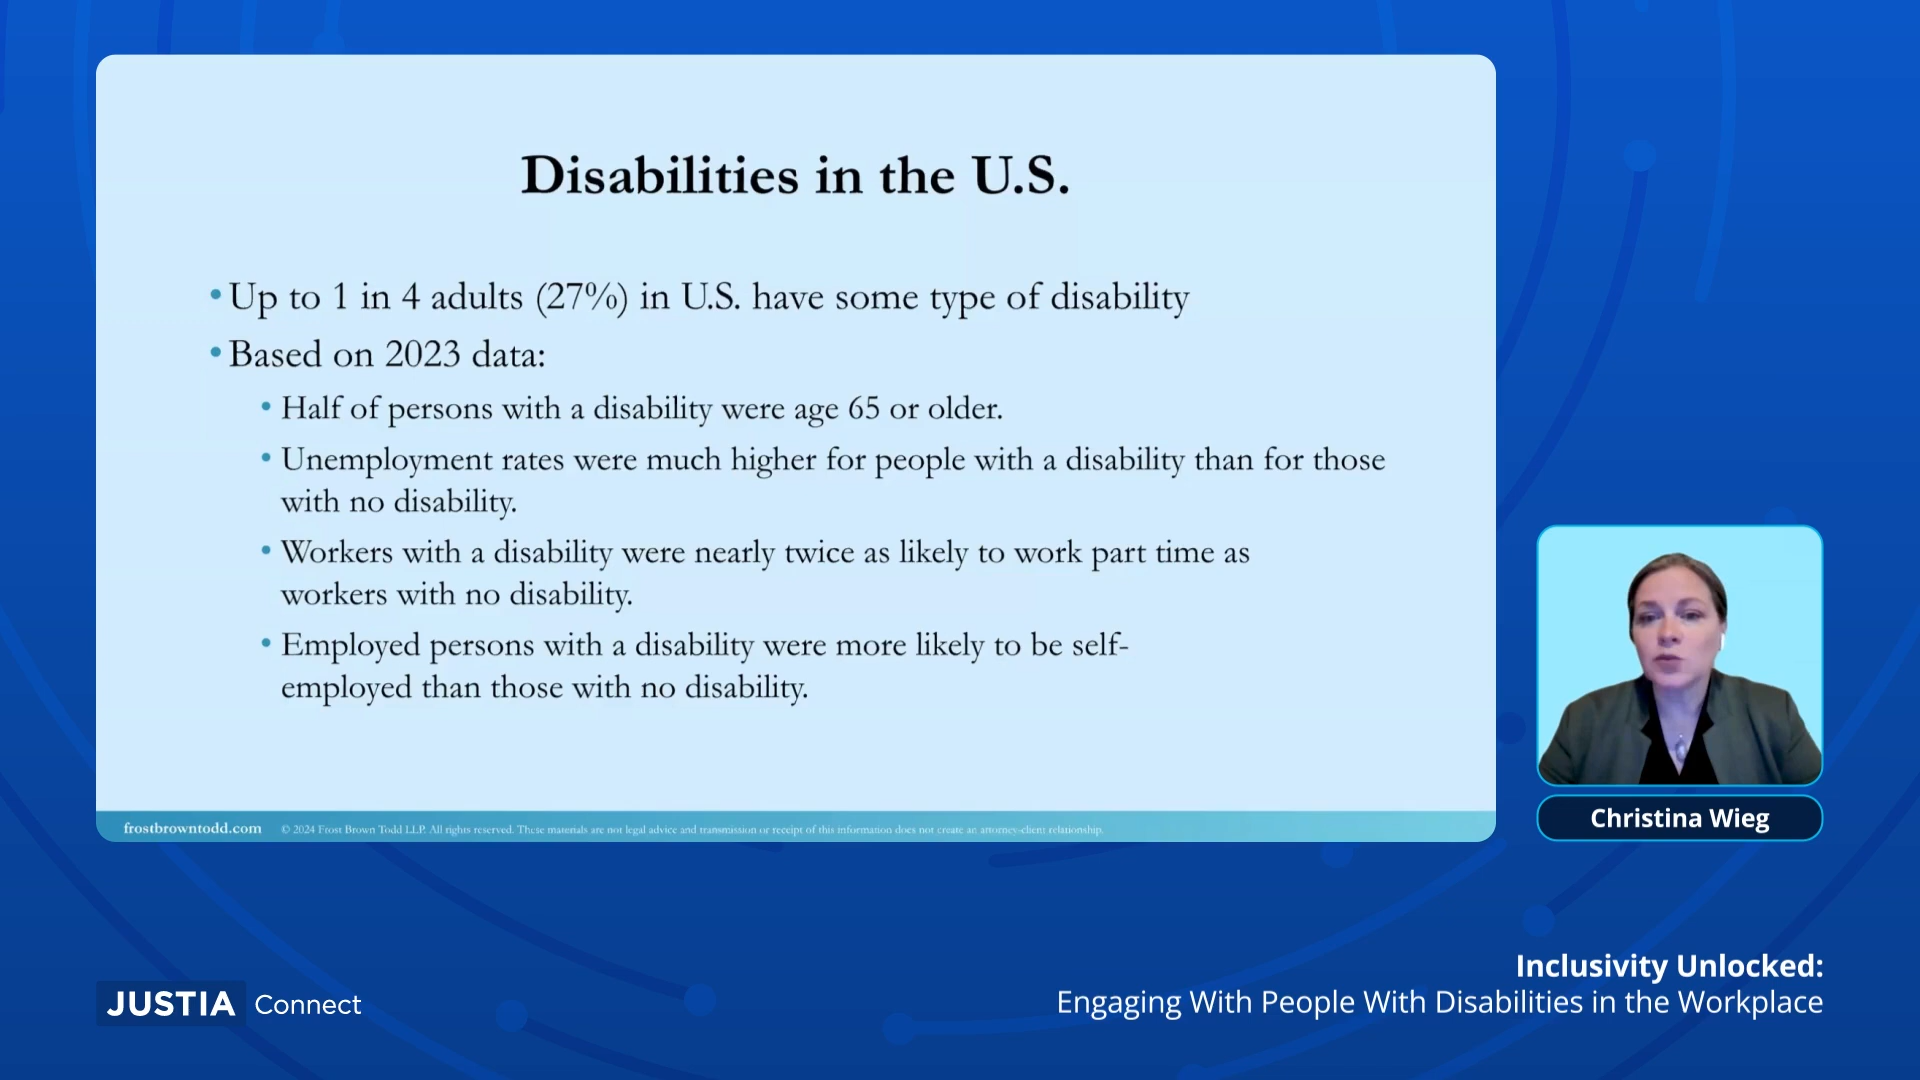 Disabilities in the U.S.
•Up to 1 in 4 adults (27%) in U.S. have some type of disability
•Based on 2023 data:
• Half of persons with a disability were age 65 or older.
• Unemployment rates were much higher for people with a disability than for those
with no disability.
• Workers with a disability were nearly twice as likely to work part time as
workers with no disability.
• Employed persons with a disability were more likely to be self-
employed than those with no disability.
frostbrowntodd.com © 2024 Frost Brown Todd LLP. All rights reserved. These materials are not legal advice and transmission or receipt of this information does not create an attorney-client relationship.
Christina Wieg
Inclusivity Unlocked:
Engaging With People With Disabilities in the Workplace
JUSTIA Connect